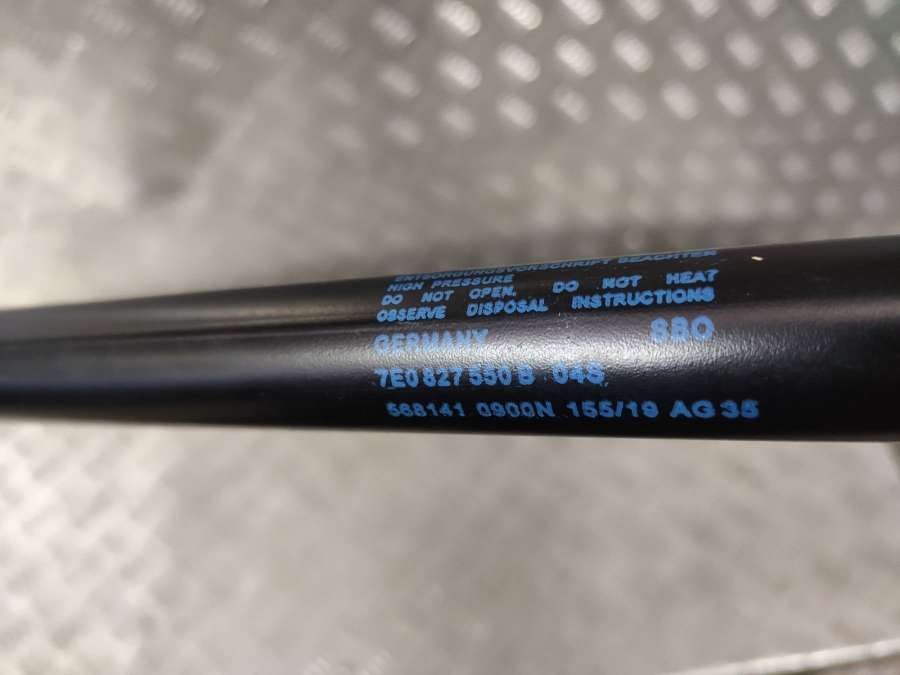 ENTSORGUNGSVORSCHRIFT BEACHTEN
HIGH PRESSURE
DO NOT OPEN. DO NOT HEAT
OBSERVE DISPOSAL INSTRUCTIONS
GERMANY SBO
7E0 827 550 B 04S
568141 0900N 155/19 AG 35